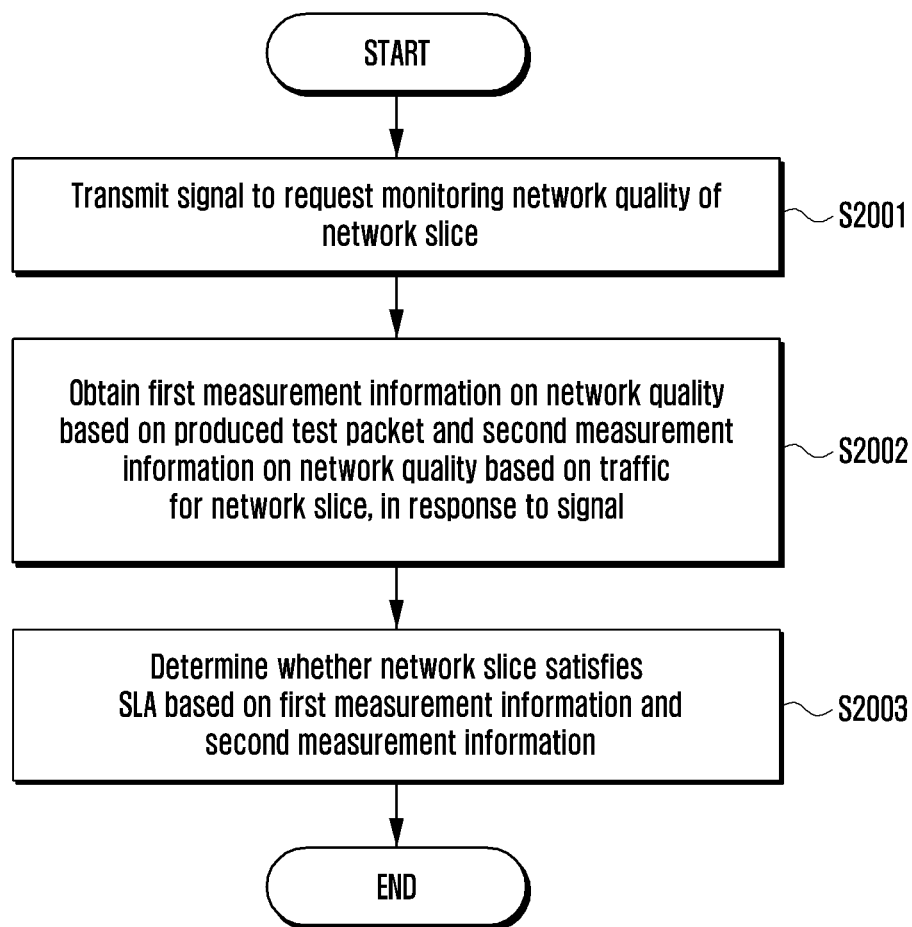 START
Transmit signal to request monitoring network quality of
network slice
S2001
Obtain first measurement information on network quality
based on produced test packet and second measurement
information on network quality based on traffic
for network slice, in response to signal
S2002
Determine whether network slice satisfies
SLA based on first measurement information and
second measurement information
S2003
END